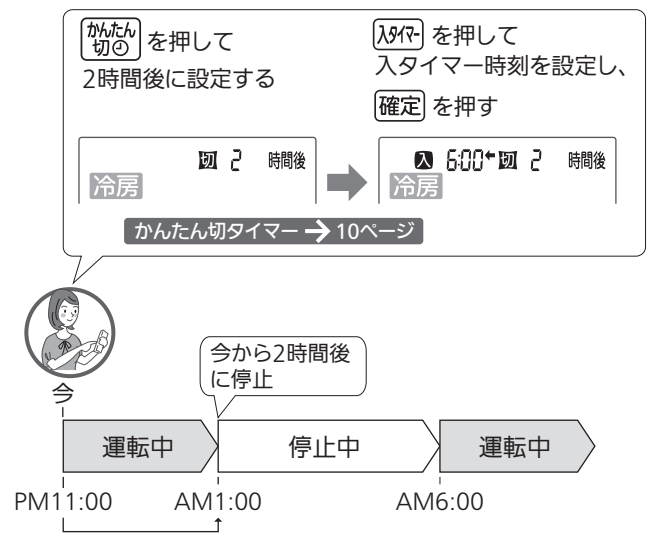 かんたん切 を押して
2時間後に設定する
入タイマー を押して
入タイマー時刻を設定し、
確定 を押す
切 2 時間後
冷房
入 6:00←切 2 時間後
冷房
かんたん切タイマー→10ページ
今から2時間後
に停止
今
運転中 停止中 運転中
PM11:00 AM1:00 AM6:00